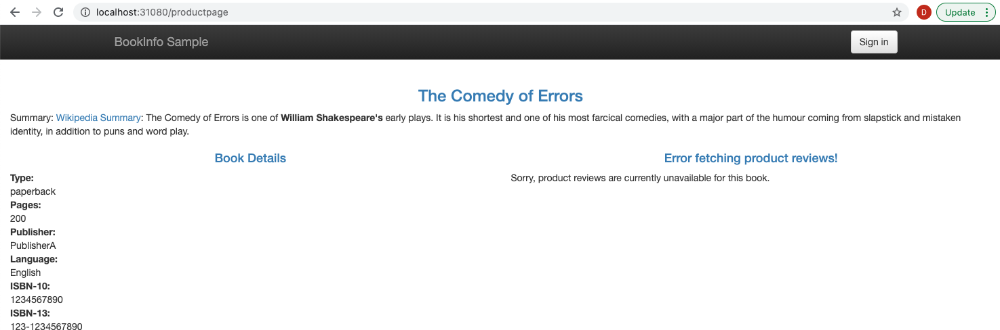 localhost:31080/productpage
D
Update
BookInfo Sample
Sign in
The Comedy of Errors
Summary: Wikipedia Summary: The Comedy of Errors is one of William Shakespeare's early plays. It is his shortest and one of his most farcical comedies, with a major part of the humour coming from slapstick and mistaken
identity, in addition to puns and word play.
Book Details
Type:
paperback
Pages:
200
Publisher:
PublisherA
Language:
English
ISBN-10:
1234567890
ISBN-13:
123-1234567890
Error fetching product reviews!
Sorry, product reviews are currently unavailable for this book.